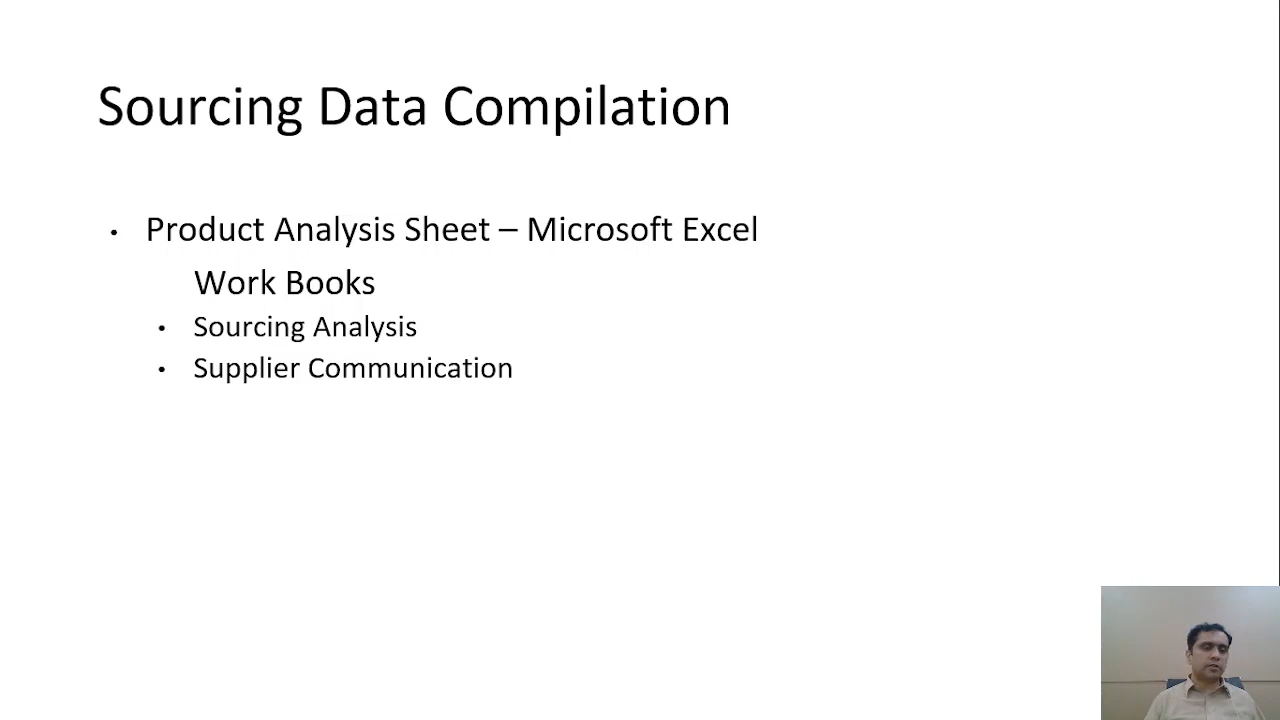 Sourcing Data Compilation
• Product Analysis Sheet – Microsoft Excel
Work Books
• Sourcing Analysis
• Supplier Communication